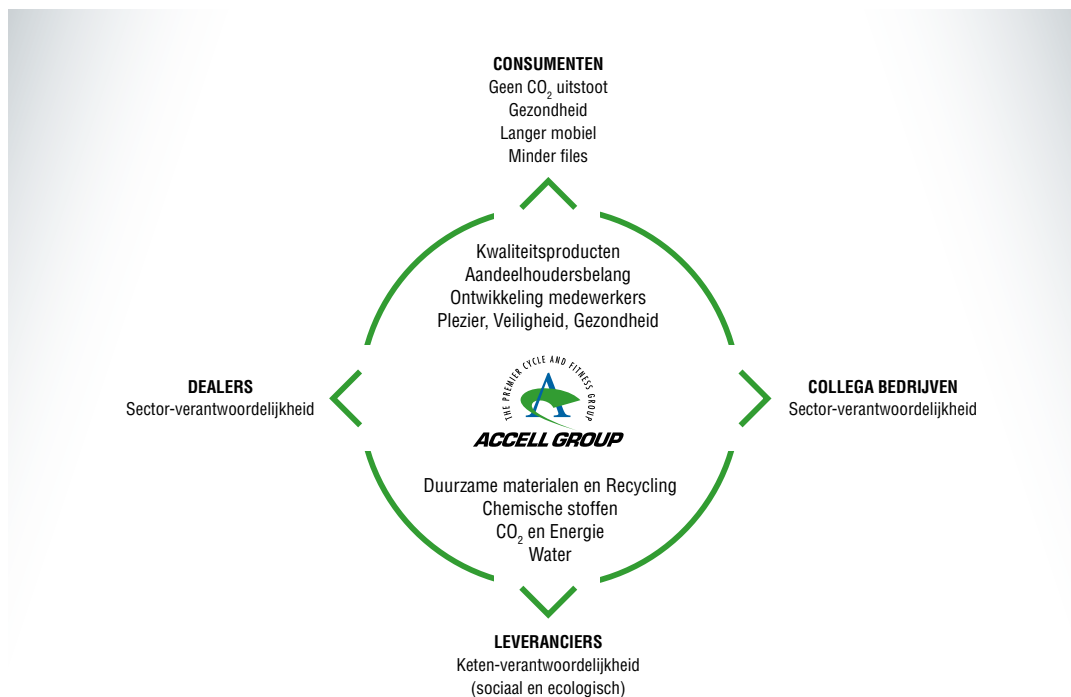 CONSUMENTEN
Geen CO₂ uitstoot
Gezondheid
Langer mobiel
Minder files
Kwaliteitsproducten
Aandeelhoudersbelang
Ontwikkeling medewerkers
Plezier, Veiligheid, Gezondheid
DEALERS
Sector-verantwoordelijkheid
THE PREMIER CYCLE AND FITNESS GROUP
A
ACCELL GROUP
COLLEGA BEDRIJVEN
Sector-verantwoordelijkheid
Duurzame materialen en Recycling
Chemische stoffen
CO₂ en Energie
Water
LEVERANCIERS
Keten-verantwoordelijkheid
(sociaal en ecologisch)